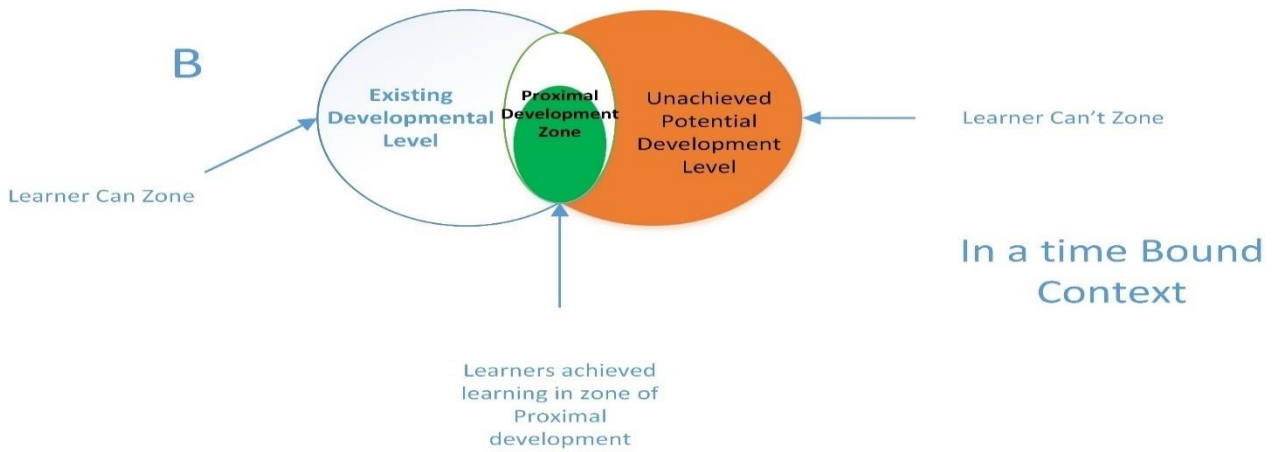 B
Existing
Developmental
Level
Proximal
Development
Zone
Unachieved
Potential
Development
Level
Learner Can't Zone
Learner Can Zone
In a time Bound
Context
Learners achieved
learning in zone of
Proximal
development